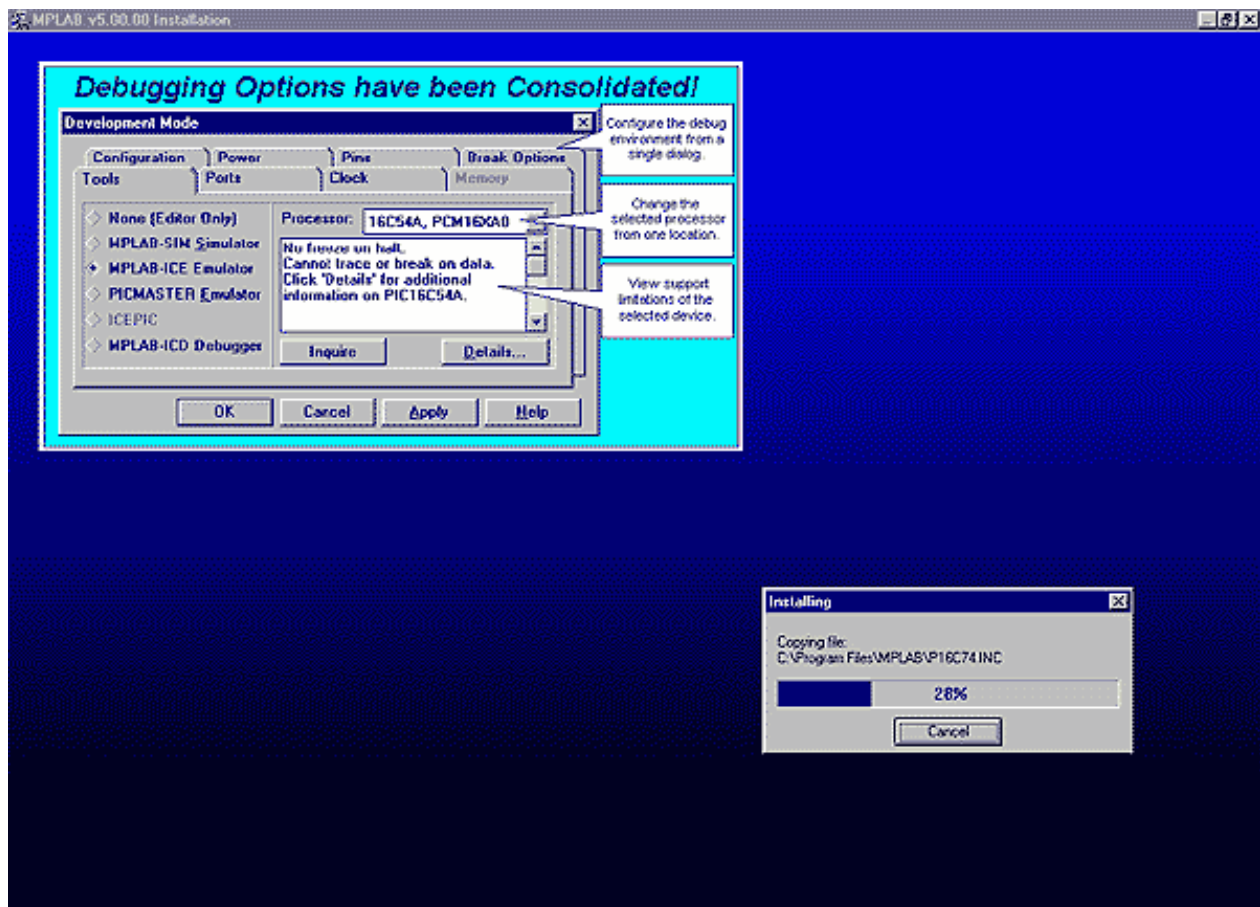 MPLAB v5.00.00 Installation
Debugging Options have been Consolidated!
Development Mode
Configure the debug
environment from a
single dialog.
Configuration Power Pins Break Options
Tools Ports Clock Memory
None (Editor Only)
MPLAB-SIM Simulator
MPLAB-ICE Emulator
PICMASTER Emulator
ICEPIC
MPLAB-ICD Debugger
Processor: 16C54A, PCM16XA0
No freeze on halt.
Cannot trace or break on data.
Click "Details" for additional
information on PIC16C54A.
Inquire Details...
Change the
selected processor
from one location.
View support
limitations of the
selected device.
OK Cancel Apply Help
Installing
Copying file:
C:\Program Files\MPLAB\P16C74.INC
28%
Cancel